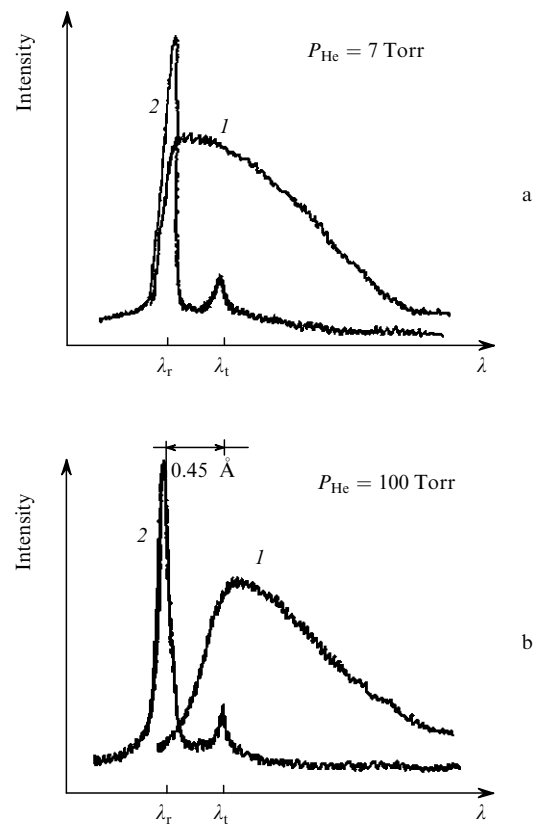 Intensity
P_He = 7 Torr
2
1
a
λ_r
λ_t
λ
0.45 Å
Intensity
P_He = 100 Torr
2
1
b
λ_r
λ_t
λ